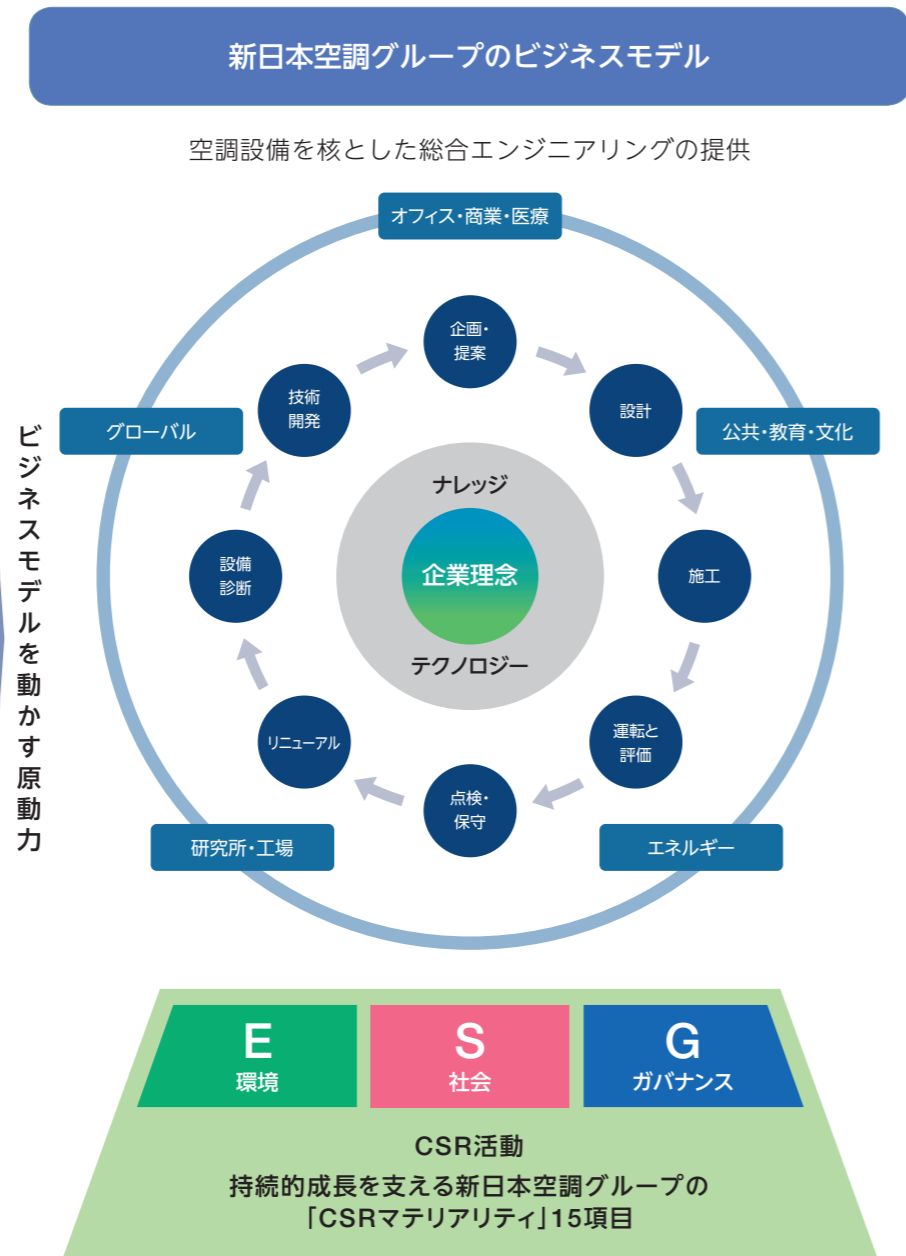 新日本空調グループのビジネスモデル
空調設備を核とした総合エンジニアリングの提供
ビジネスモデルを動かす原動力
オフィス・商業・医療
公共・教育・文化
エネルギー
研究所・工場
グローバル
企画・
提案
設計
施工
運転と
評価
点検・
保守
リニューアル
設備
診断
技術
開発
ナレッジ
企業理念
テクノロジー
E
環境
S
社会
G
ガバナンス
CSR活動
持続的成長を支える新日本空調グループの
「CSRマテリアリティ」15項目